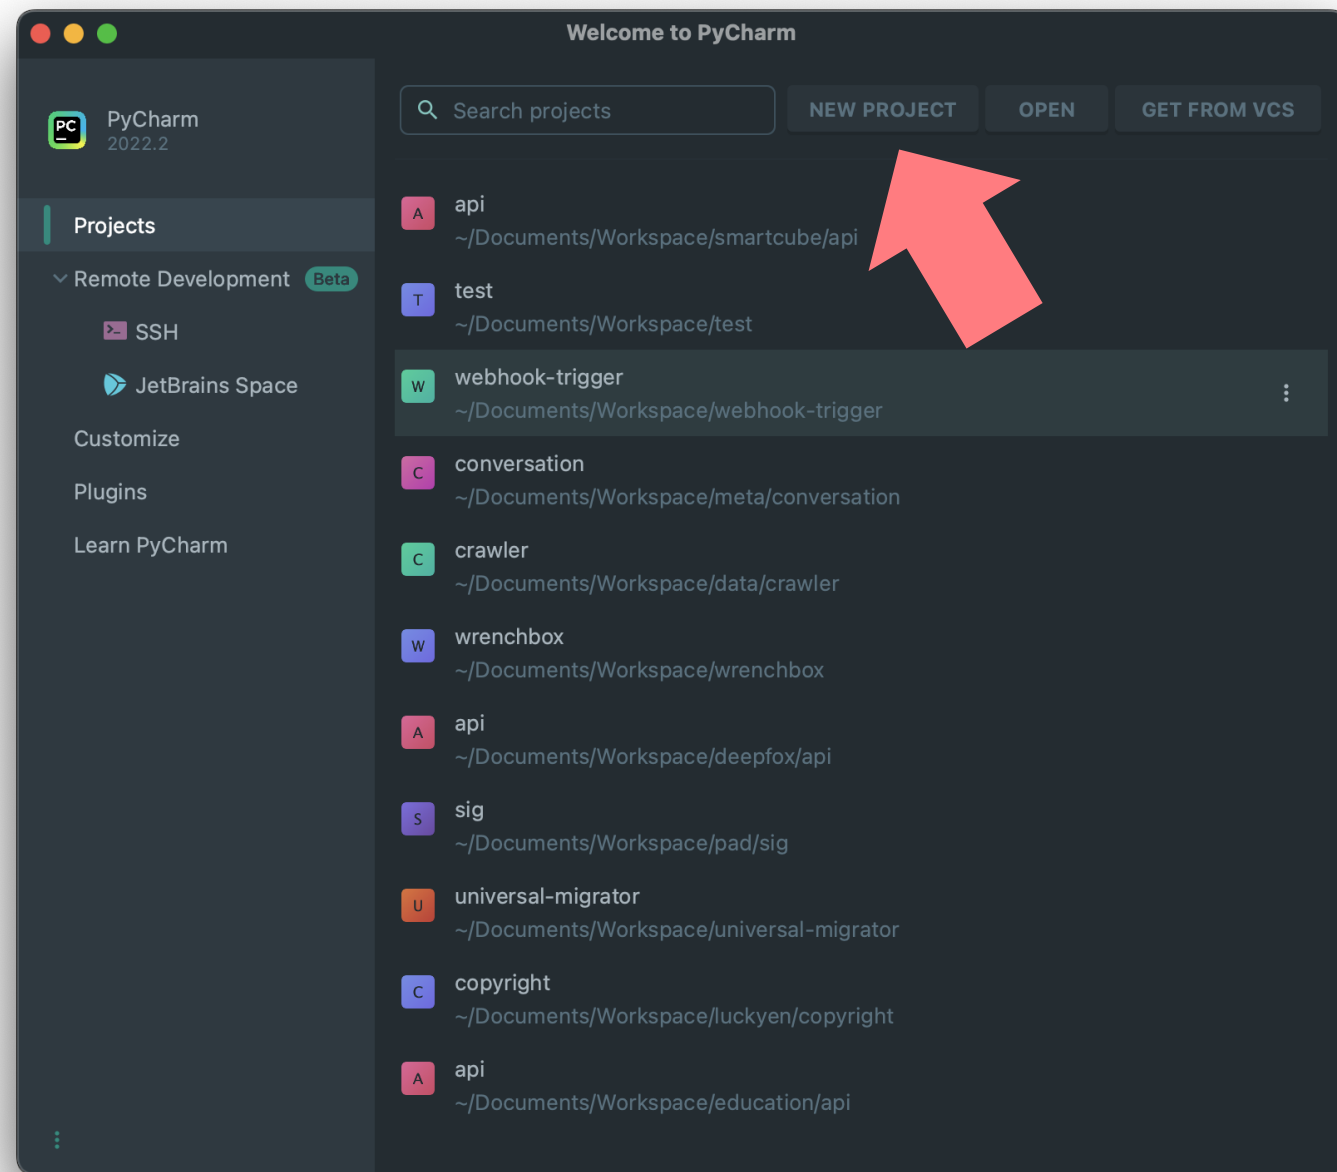 Welcome to PyCharm
PC
PyCharm
2022.2
Projects
Remote Development Beta
SSH
JetBrains Space
Customize
Plugins
Learn PyCharm
Search projects
NEW PROJECT
OPEN
GET FROM VCS
A
api
~/Documents/Workspace/smartcube/api
T
test
~/Documents/Workspace/test
W
webhook-trigger
~/Documents/Workspace/webhook-trigger
C
conversation
~/Documents/Workspace/meta/conversation
C
crawler
~/Documents/Workspace/data/crawler
W
wrenchbox
~/Documents/Workspace/wrenchbox
A
api
~/Documents/Workspace/deepfox/api
S
sig
~/Documents/Workspace/pad/sig
U
universal-migrator
~/Documents/Workspace/universal-migrator
C
copyright
~/Documents/Workspace/luckyen/copyright
A
api
~/Documents/Workspace/education/api